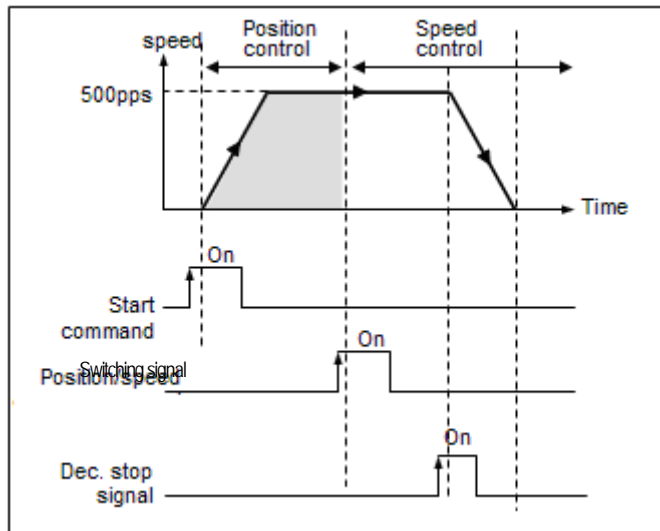 speed
Position
control
Speed
control
500pps
Time
On
Start
command
On
Switching signal
Position/speed
On
Dec. stop
signal